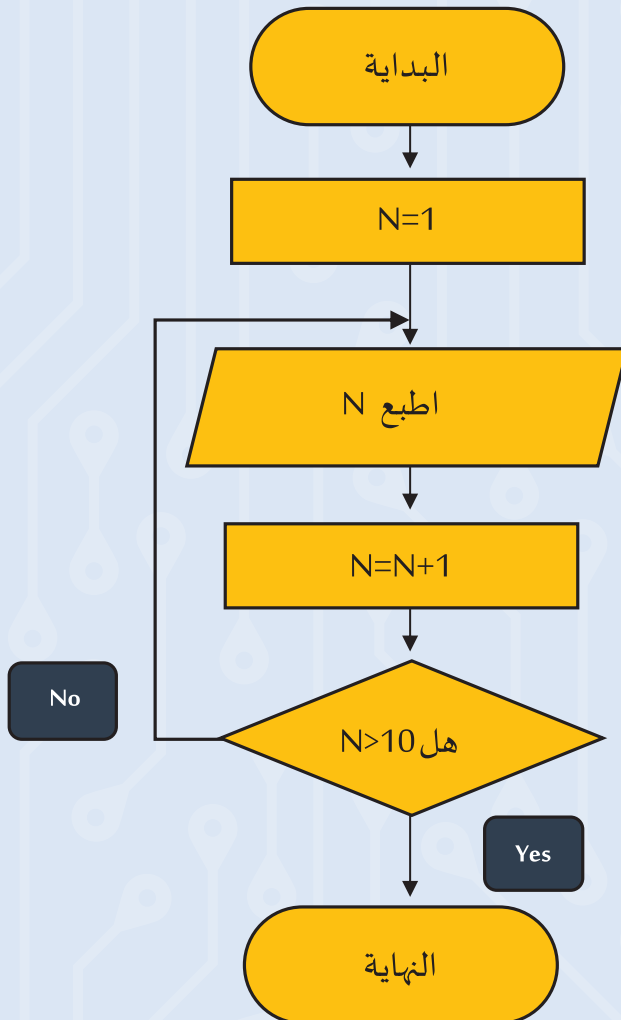 البداية
N=1
اطبع N
N=N+1
هل N>10
No
Yes
النهاية